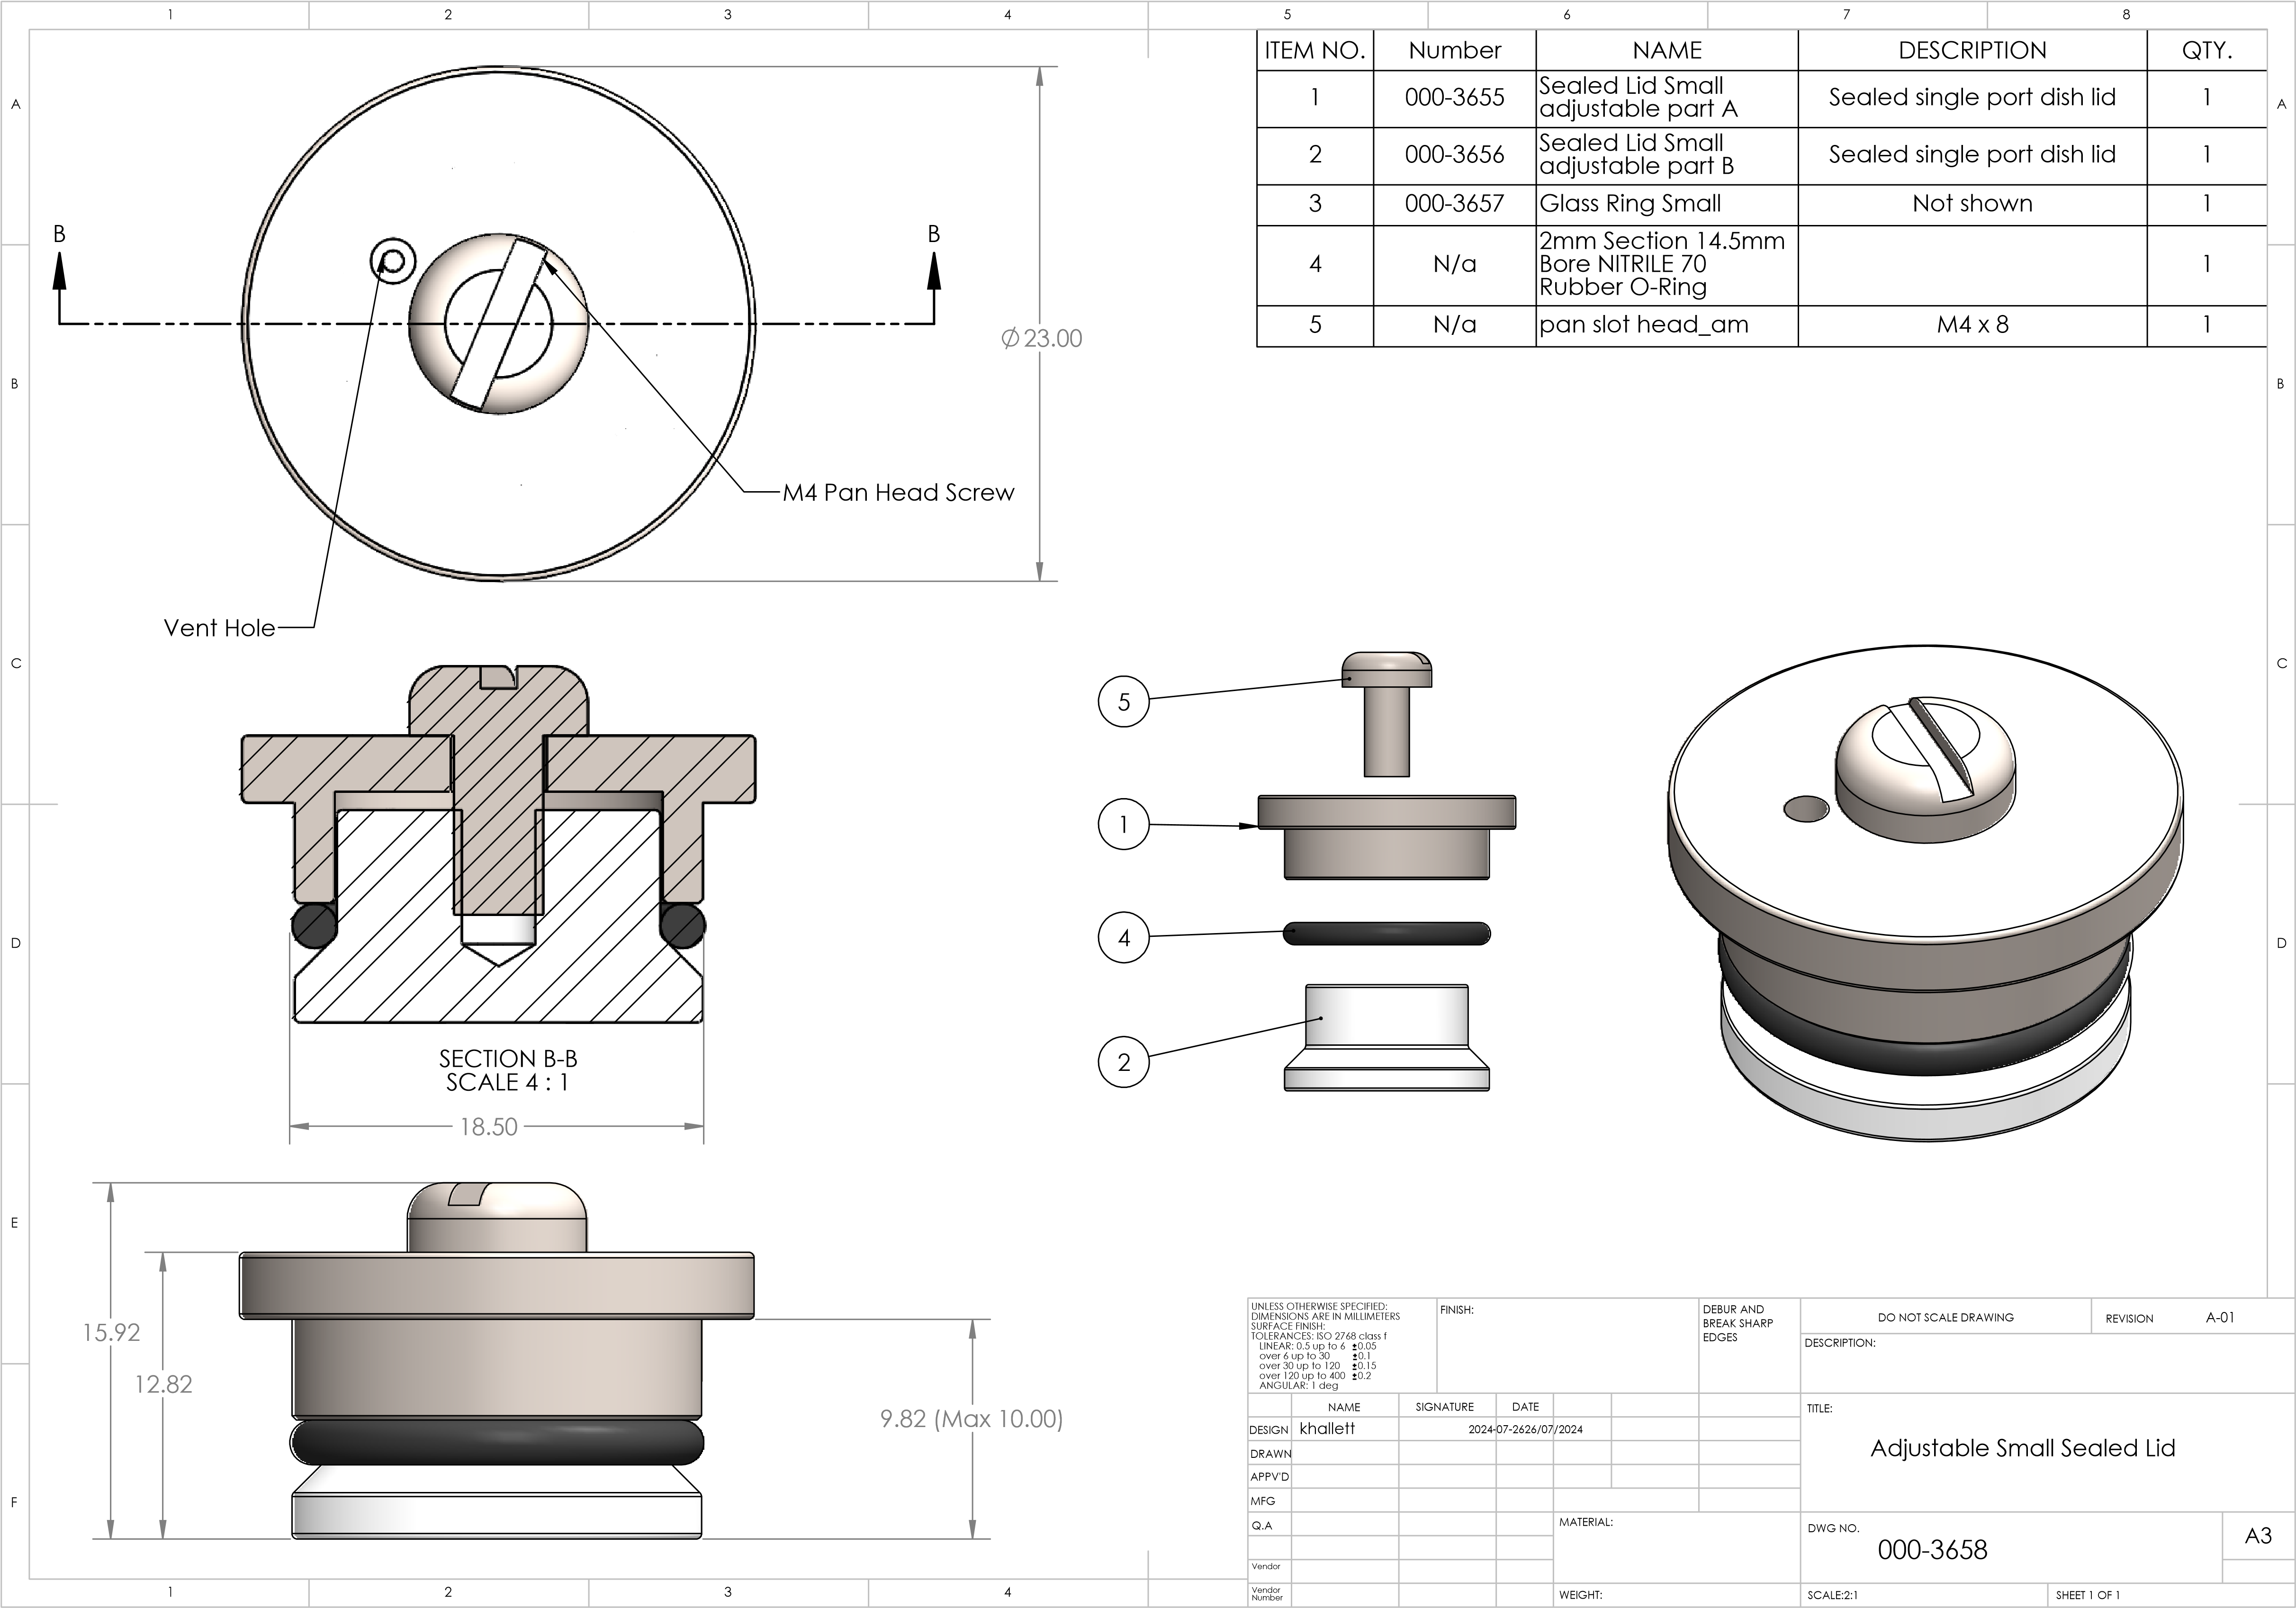 1 2 3 4 5 6 7 8
A
B
C
D
E
F
A
B
C
D
ITEM NO. Number NAME DESCRIPTION QTY.
1 000-3655 Sealed Lid Small adjustable part A Sealed single port dish lid 1
2 000-3656 Sealed Lid Small adjustable part B Sealed single port dish lid 1
3 000-3657 Glass Ring Small Not shown 1
4 N/a 2mm Section 14.5mm Bore NITRILE 70 Rubber O-Ring 1
5 N/a pan slot head_am M4 x 8 1
B B
Ø23.00
M4 Pan Head Screw
Vent Hole
SECTION B-B
SCALE 4 : 1
18.50
5
1
4
2
15.92
12.82
9.82 (Max 10.00)
UNLESS OTHERWISE SPECIFIED:
DIMENSIONS ARE IN MILLIMETERS
SURFACE FINISH:
TOLERANCES: ISO 2768 class f
LINEAR: 0.5 up to 6 ±0.05
over 6 up to 30 ±0.1
over 30 up to 120 ±0.15
over 120 up to 400 ±0.2
ANGULAR: 1 deg
FINISH:
DEBUR AND
BREAK SHARP
EDGES
DO NOT SCALE DRAWING
REVISION A-01
DESCRIPTION:
NAME SIGNATURE DATE
DESIGN khallett 2024-07-2626/07/2024
DRAWN
APPV'D
MFG
Q.A
Vendor
Vendor
Number
MATERIAL:
WEIGHT:
TITLE:
Adjustable Small Sealed Lid
DWG NO.
000-3658
A3
SCALE:2:1
SHEET 1 OF 1
1 2 3 4